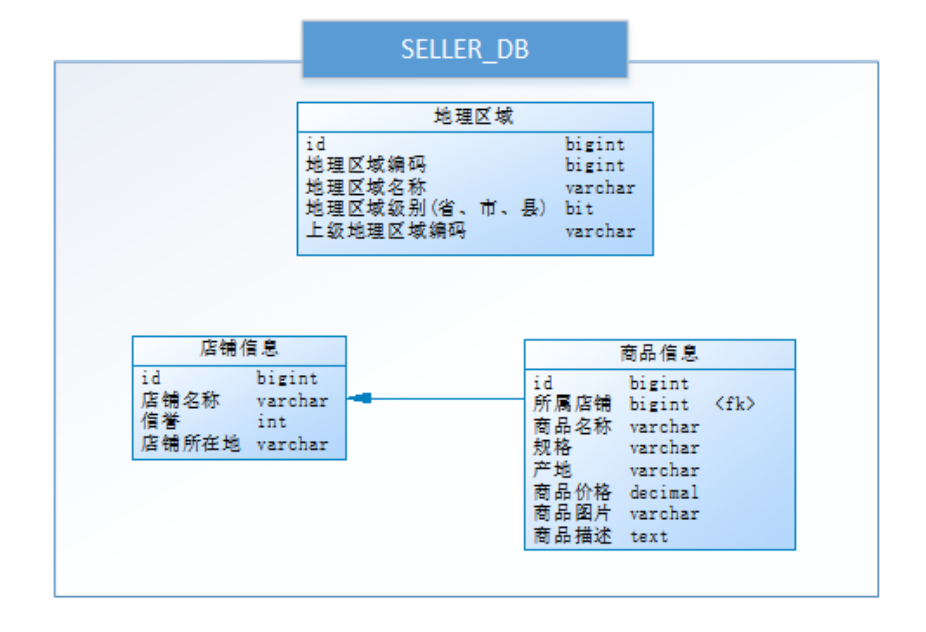 SELLER_DB
地理区域
id bigint
地理区域编码 bigint
地理区域名称 varchar
地理区域级别(省、市、县) bit
上级地理区域编码 varchar
店铺信息
id bigint
店铺名称 varchar
信誉 int
店铺所在地 varchar
商品信息
id bigint
所属店铺 bigint <fk>
商品名称 varchar
规格 varchar
产地 varchar
商品价格 decimal
商品图片 varchar
商品描述 text